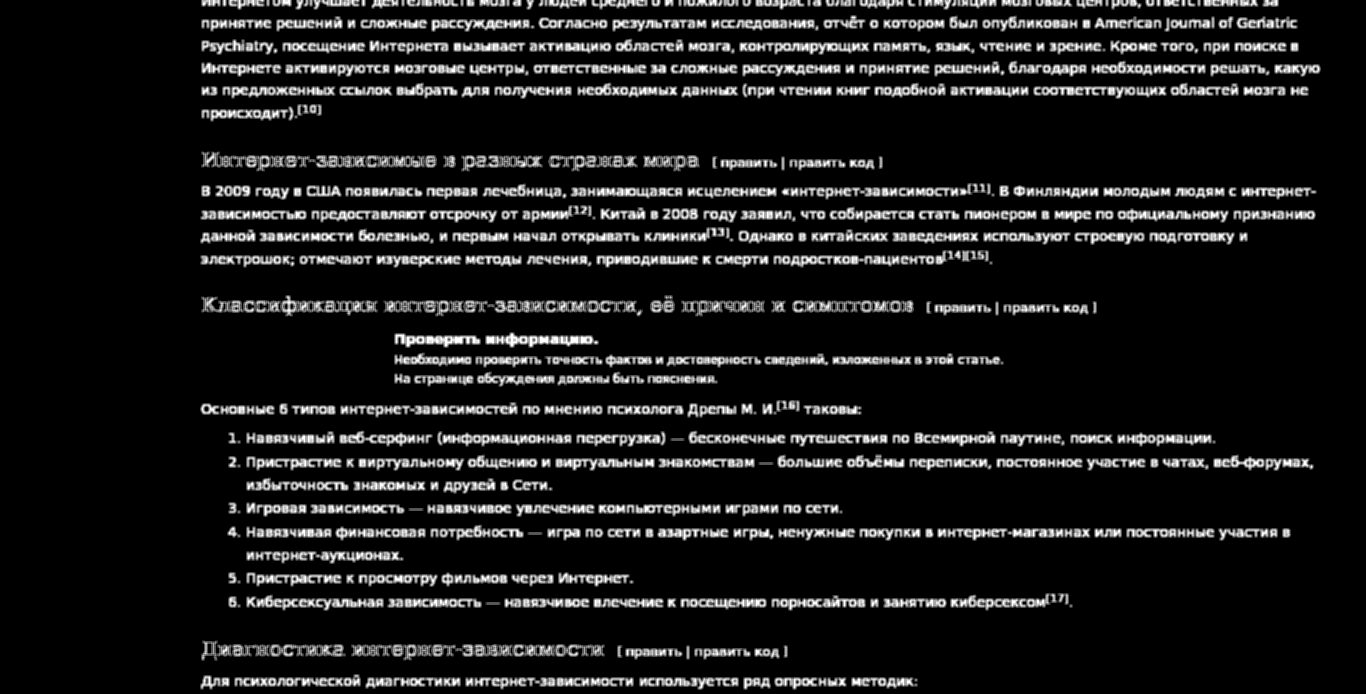 Интернетом улучшает деятельность мозга у людей среднего и пожилого возраста благодаря стимуляции мозговых центров, ответственных за
принятие решений и сложные рассуждения. Согласно результатам исследования, отчёт о котором был опубликован в American Journal of Geriatric
Psychiatry, посещение Интернета вызывает активацию областей мозга, контролирующих память, язык, чтение и зрение. Кроме того, при поиске в
Интернете активируются мозговые центры, ответственные за сложные рассуждения и принятие решений, благодаря необходимости решать, какую
из предложенных ссылок выбрать для получения необходимых данных (при чтении книг подобной активации соответствующих областей мозга не
происходит).[10]
Интернет-зависимые в разных странах мира [ править | править код ]
В 2009 году в США появилась первая лечебница, занимающаяся исцелением «интернет-зависимости»[11]. В Финляндии молодым людям с интернет-
зависимостью предоставляют отсрочку от армии[12]. Китай в 2008 году заявил, что собирается стать пионером в мире по официальному признанию
данной зависимости болезнью, и первым начал открывать клиники[13]. Однако в китайских заведениях используют строевую подготовку и
электрошок; отмечают изуверские методы лечения, приводившие к смерти подростков-пациентов[14][15].
Классификация интернет-зависимости, её причин и симптомов [ править | править код ]
Проверить информацию.
Необходимо проверить точность фактов и достоверность сведений, изложенных в этой статье.
На странице обсуждения должны быть пояснения.
Основные 6 типов интернет-зависимостей по мнению психолога Дрепы М. И.[16] таковы:
1. Навязчивый веб-серфинг (информационная перегрузка) — бесконечные путешествия по Всемирной паутине, поиск информации.
2. Пристрастие к виртуальному общению и виртуальным знакомствам — большие объёмы переписки, постоянное участие в чатах, веб-форумах,
избыточность знакомых и друзей в Сети.
3. Игровая зависимость — навязчивое увлечение компьютерными играми по сети.
4. Навязчивая финансовая потребность — игра по сети в азартные игры, ненужные покупки в интернет-магазинах или постоянные участия в
интернет-аукционах.
5. Пристрастие к просмотру фильмов через Интернет.
6. Киберсексуальная зависимость — навязчивое влечение к посещению порносайтов и занятию киберсексом[17].
Диагностика интернет-зависимости [ править | править код ]
Для психологической диагностики интернет-зависимости используется ряд опросных методик: